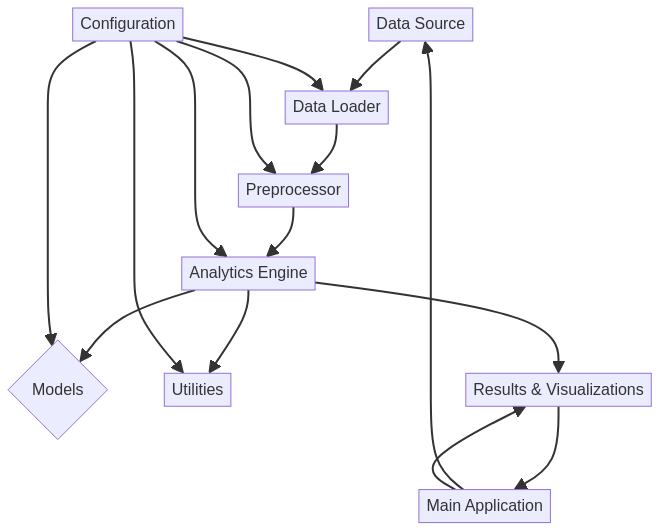 Configuration
Data Source
Data Loader
Preprocessor
Analytics Engine
Models
Utilities
Results & Visualizations
Main Application